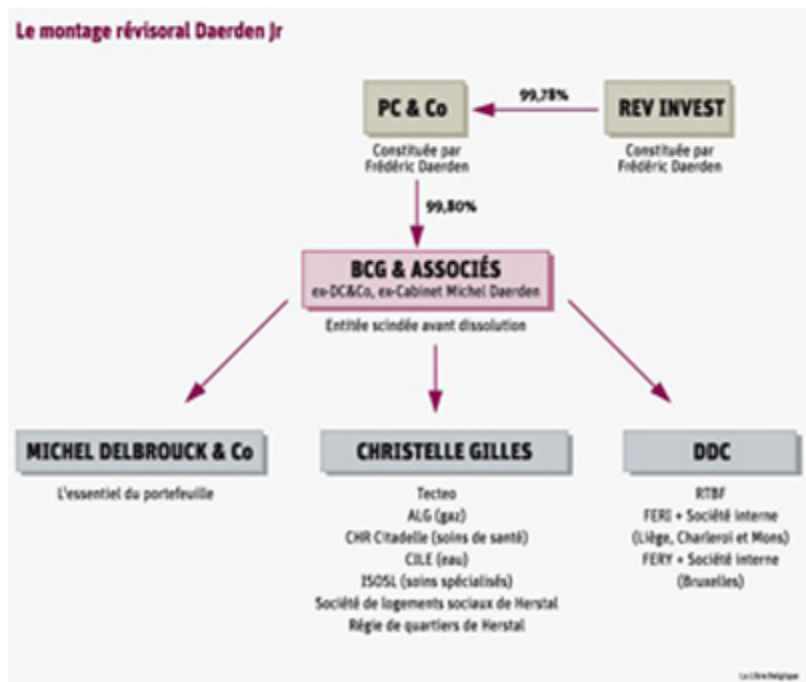 Le montage révisoral Daerden Jr
PC & Co
99,78%
REV INVEST
Constituée par
Frédéric Daerden
Constituée par
Frédéric Daerden
99,80%
BCG & ASSOCIÉS
ex-DC&Co, ex-Cabinet Michel Daerden
Entitée scindée avant dissolution
MICHEL DELBROUCK & Co
L'essentiel du portefeuille
CHRISTELLE GILLES
Tecteo
ALG (gaz)
CHR Citadelle (soins de santé)
CILE (eau)
ISOSL (soins spécialisés)
Société de logements sociaux de Herstal
Régie de quartiers de Herstal
DDC
RTBF
FERI + Société interne
(Liège, Charleroi et Mons)
FERY + Société interne
(Bruxelles)
La Libre Belgique